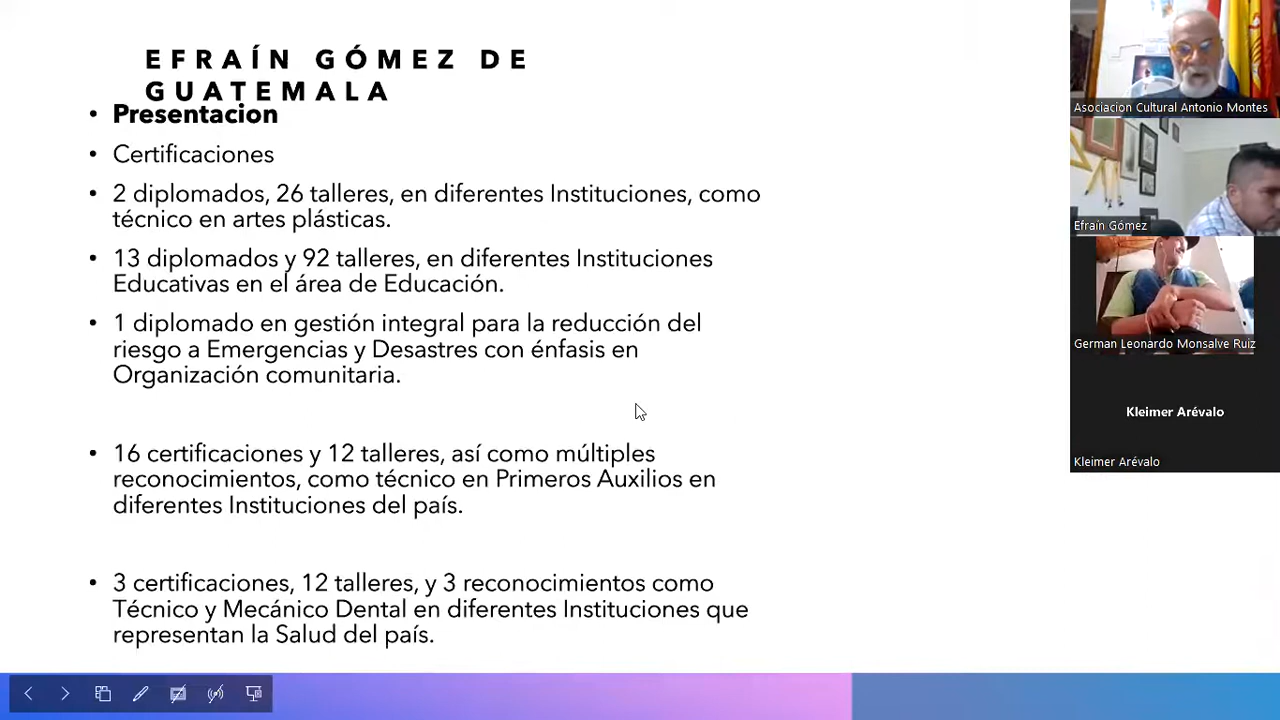 EFRAÍN GÓMEZ DE
GUATEMALA
• Presentacion
• Certificaciones
• 2 diplomados, 26 talleres, en diferentes Instituciones, como
técnico en artes plásticas.
• 13 diplomados y 92 talleres, en diferentes Instituciones
Educativas en el área de Educación.
• 1 diplomado en gestión integral para la reducción del
riesgo a Emergencias y Desastres con énfasis en
Organización comunitaria.
• 16 certificaciones y 12 talleres, así como múltiples
reconocimientos, como técnico en Primeros Auxilios en
diferentes Instituciones del país.
• 3 certificaciones, 12 talleres, y 3 reconocimientos como
Técnico y Mecánico Dental en diferentes Instituciones que
representan la Salud del país.
Asociacion Cultural Antonio Montes
Efraín Gómez
German Leonardo Monsalve Ruiz
Kleimer Arévalo
Kleimer Arévalo